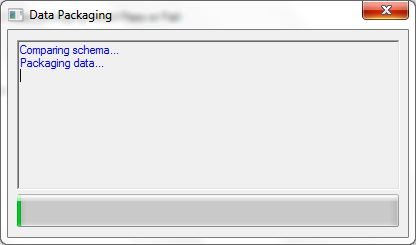 Data Packaging
Comparing schema...
Packaging data...